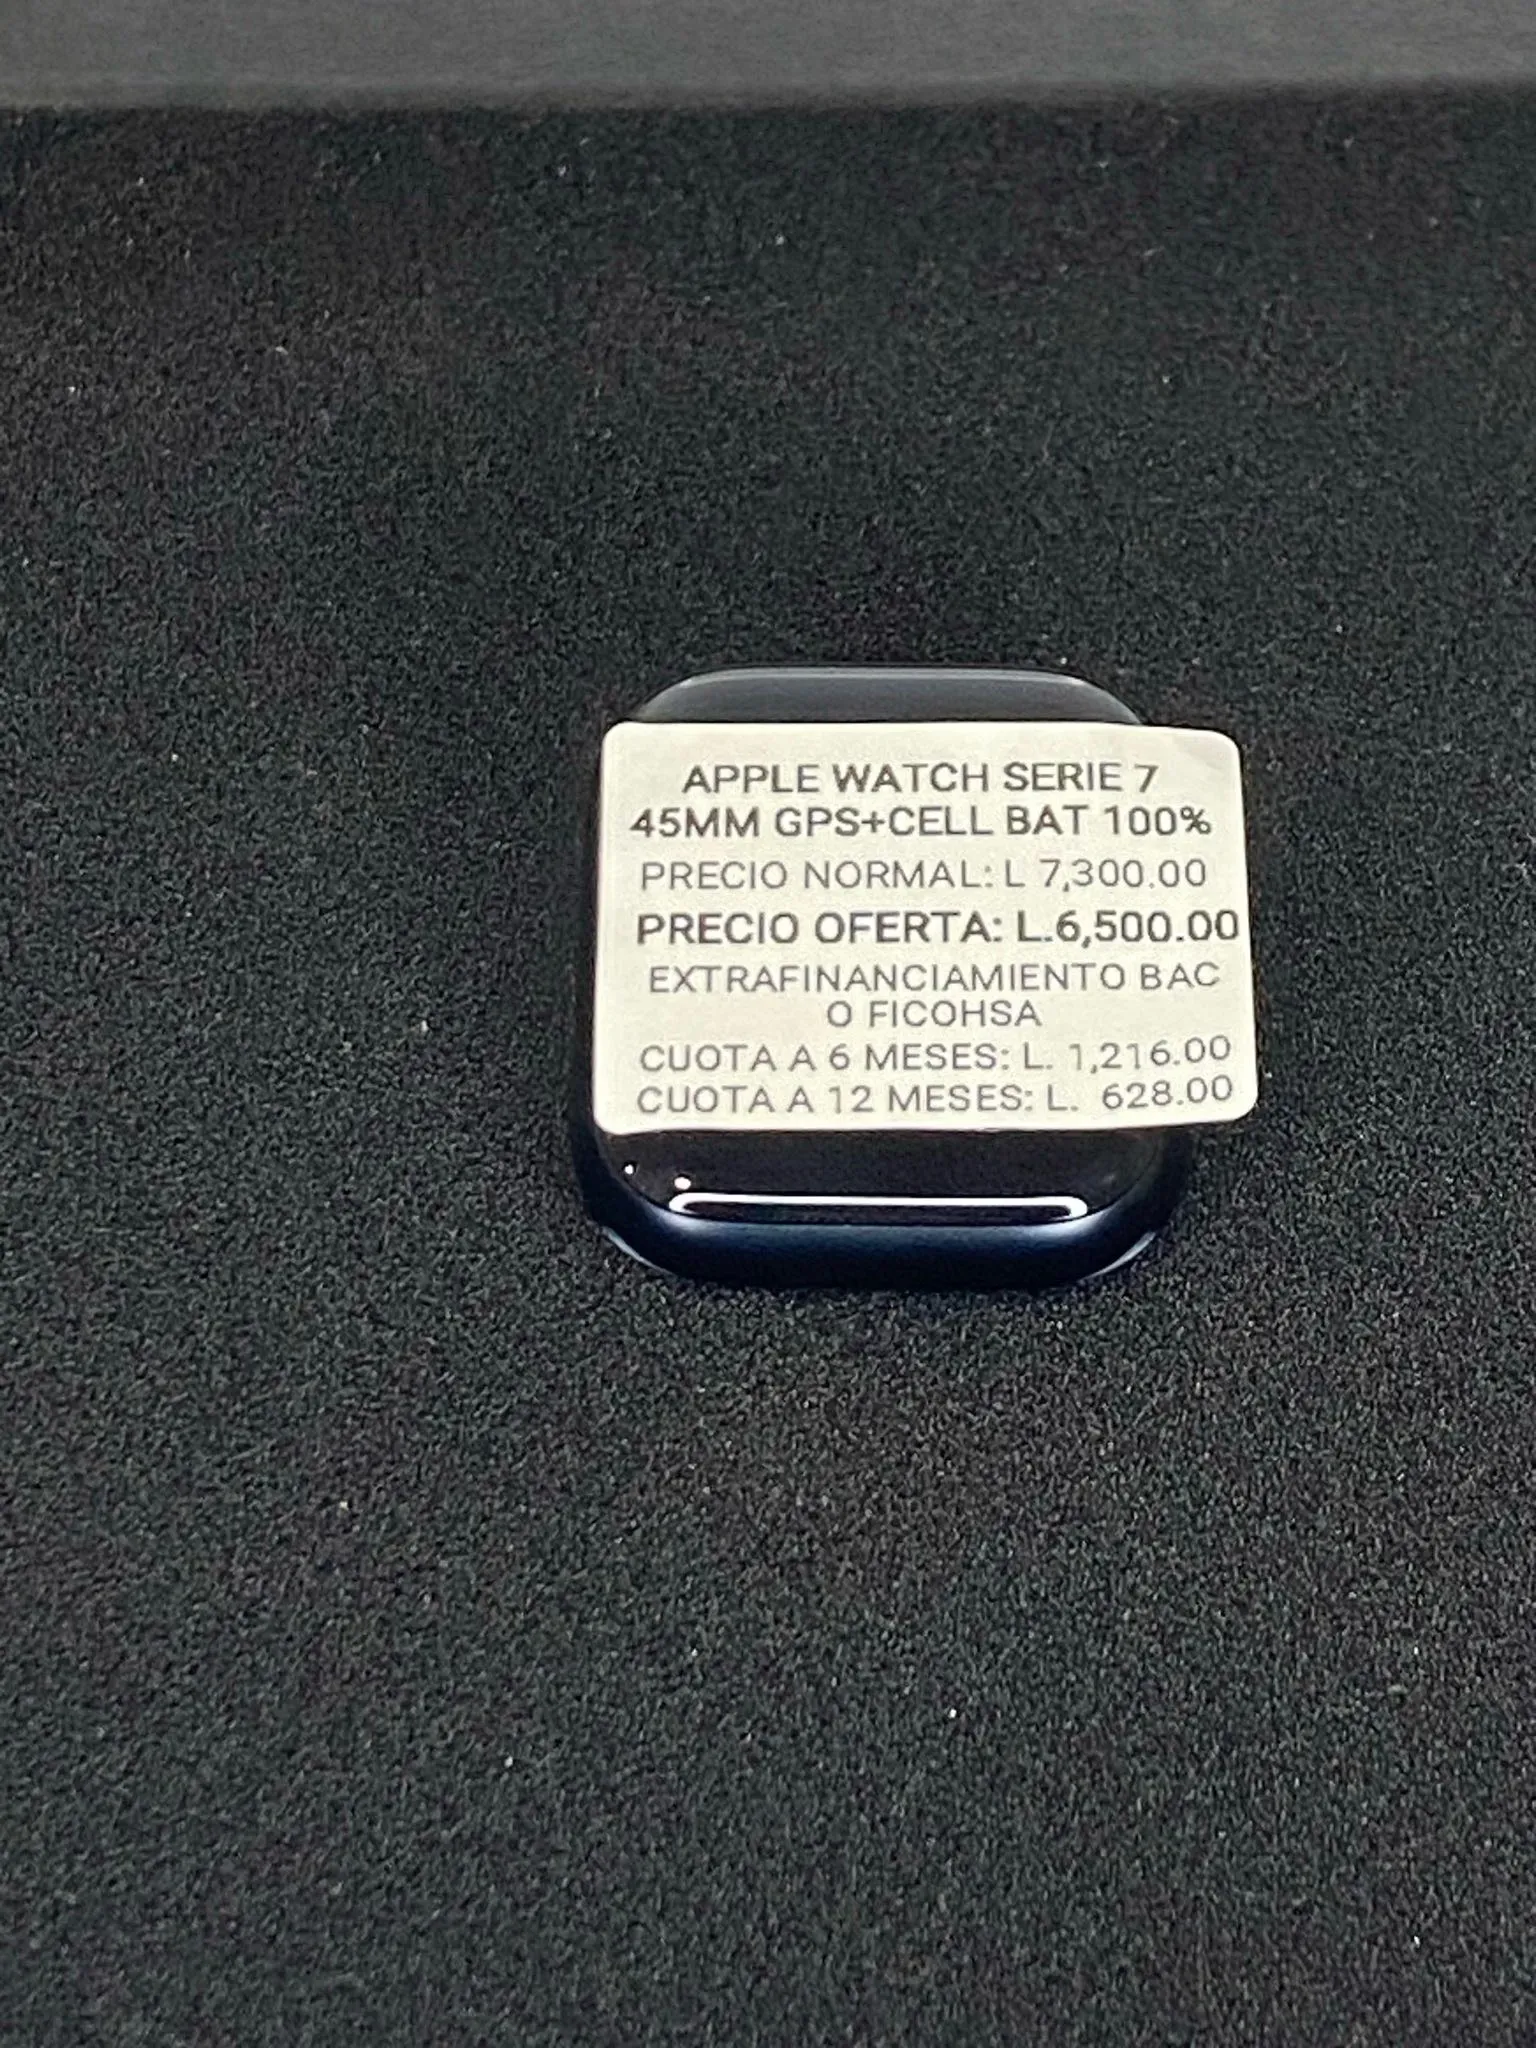 APPLE WATCH SERIE 7
45MM GPS+CELL BAT 100%
PRECIO NORMAL: L 7,300.00
PRECIO OFERTA: L.6,500.00
EXTRAFINANCIAMIENTO BAC
O FICOHSA
CUOTA A 6 MESES: L. 1,216.00
CUOTA A 12 MESES: L. 628.00